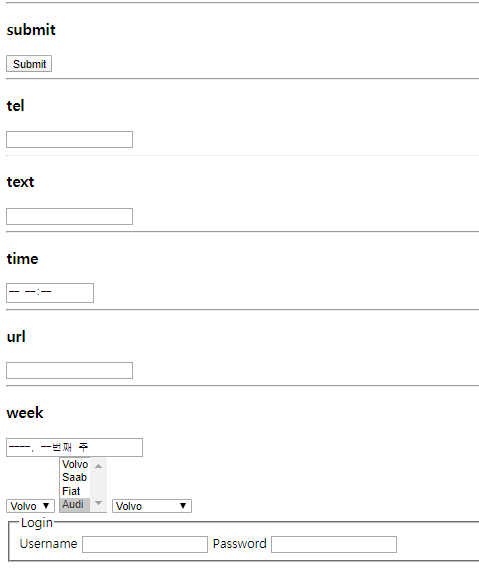 submit
Submit
tel
text
time
-- --:--
url
week
----, --번째 주
Volvo
Saab
Fiat
Audi
Volvo ▼
Volvo ▼
Login
Username Password